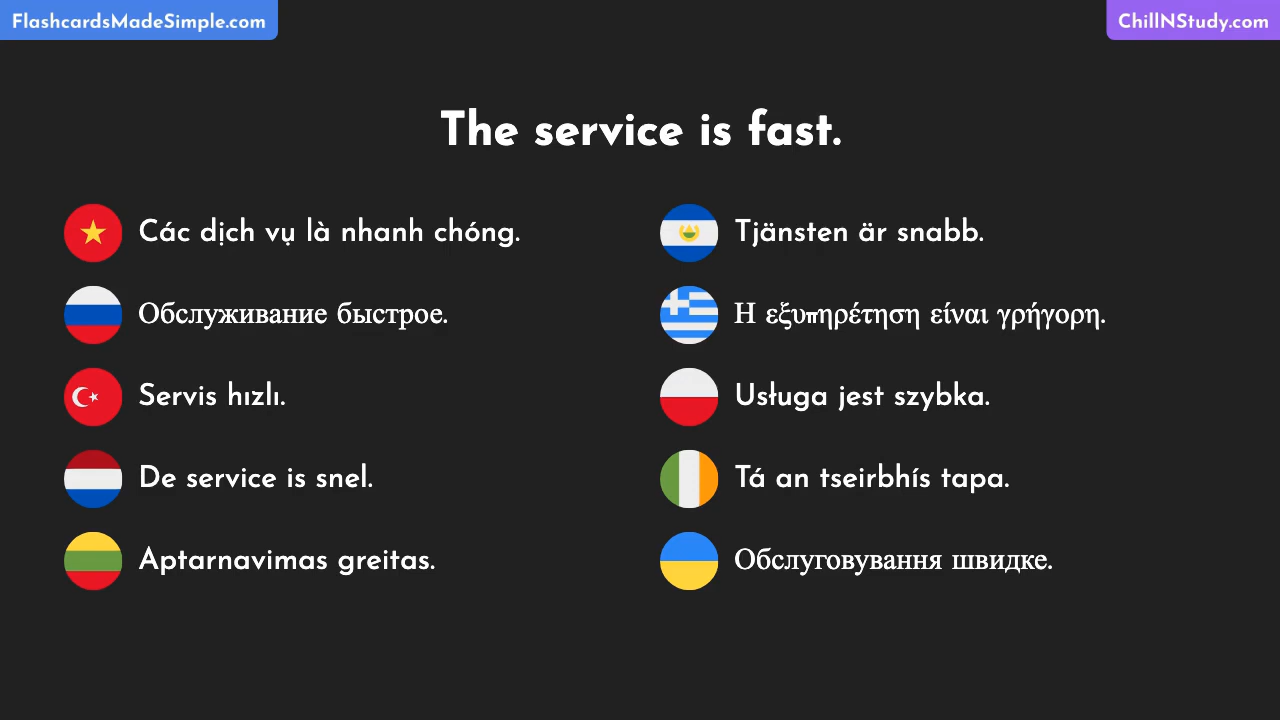 FlashcardsMadeSimple.com
ChillNStudy.com
The service is fast.
Các dịch vụ là nhanh chóng.
Tjänsten är snabb.
Обслуживание быстрое.
Η εξυπηρέτηση είναι γρήγορη.
Servis hızlı.
Usługa jest szybka.
De service is snel.
Tá an tseirbhís tapa.
Aptarnavimas greitas.
Обслуговування швидке.